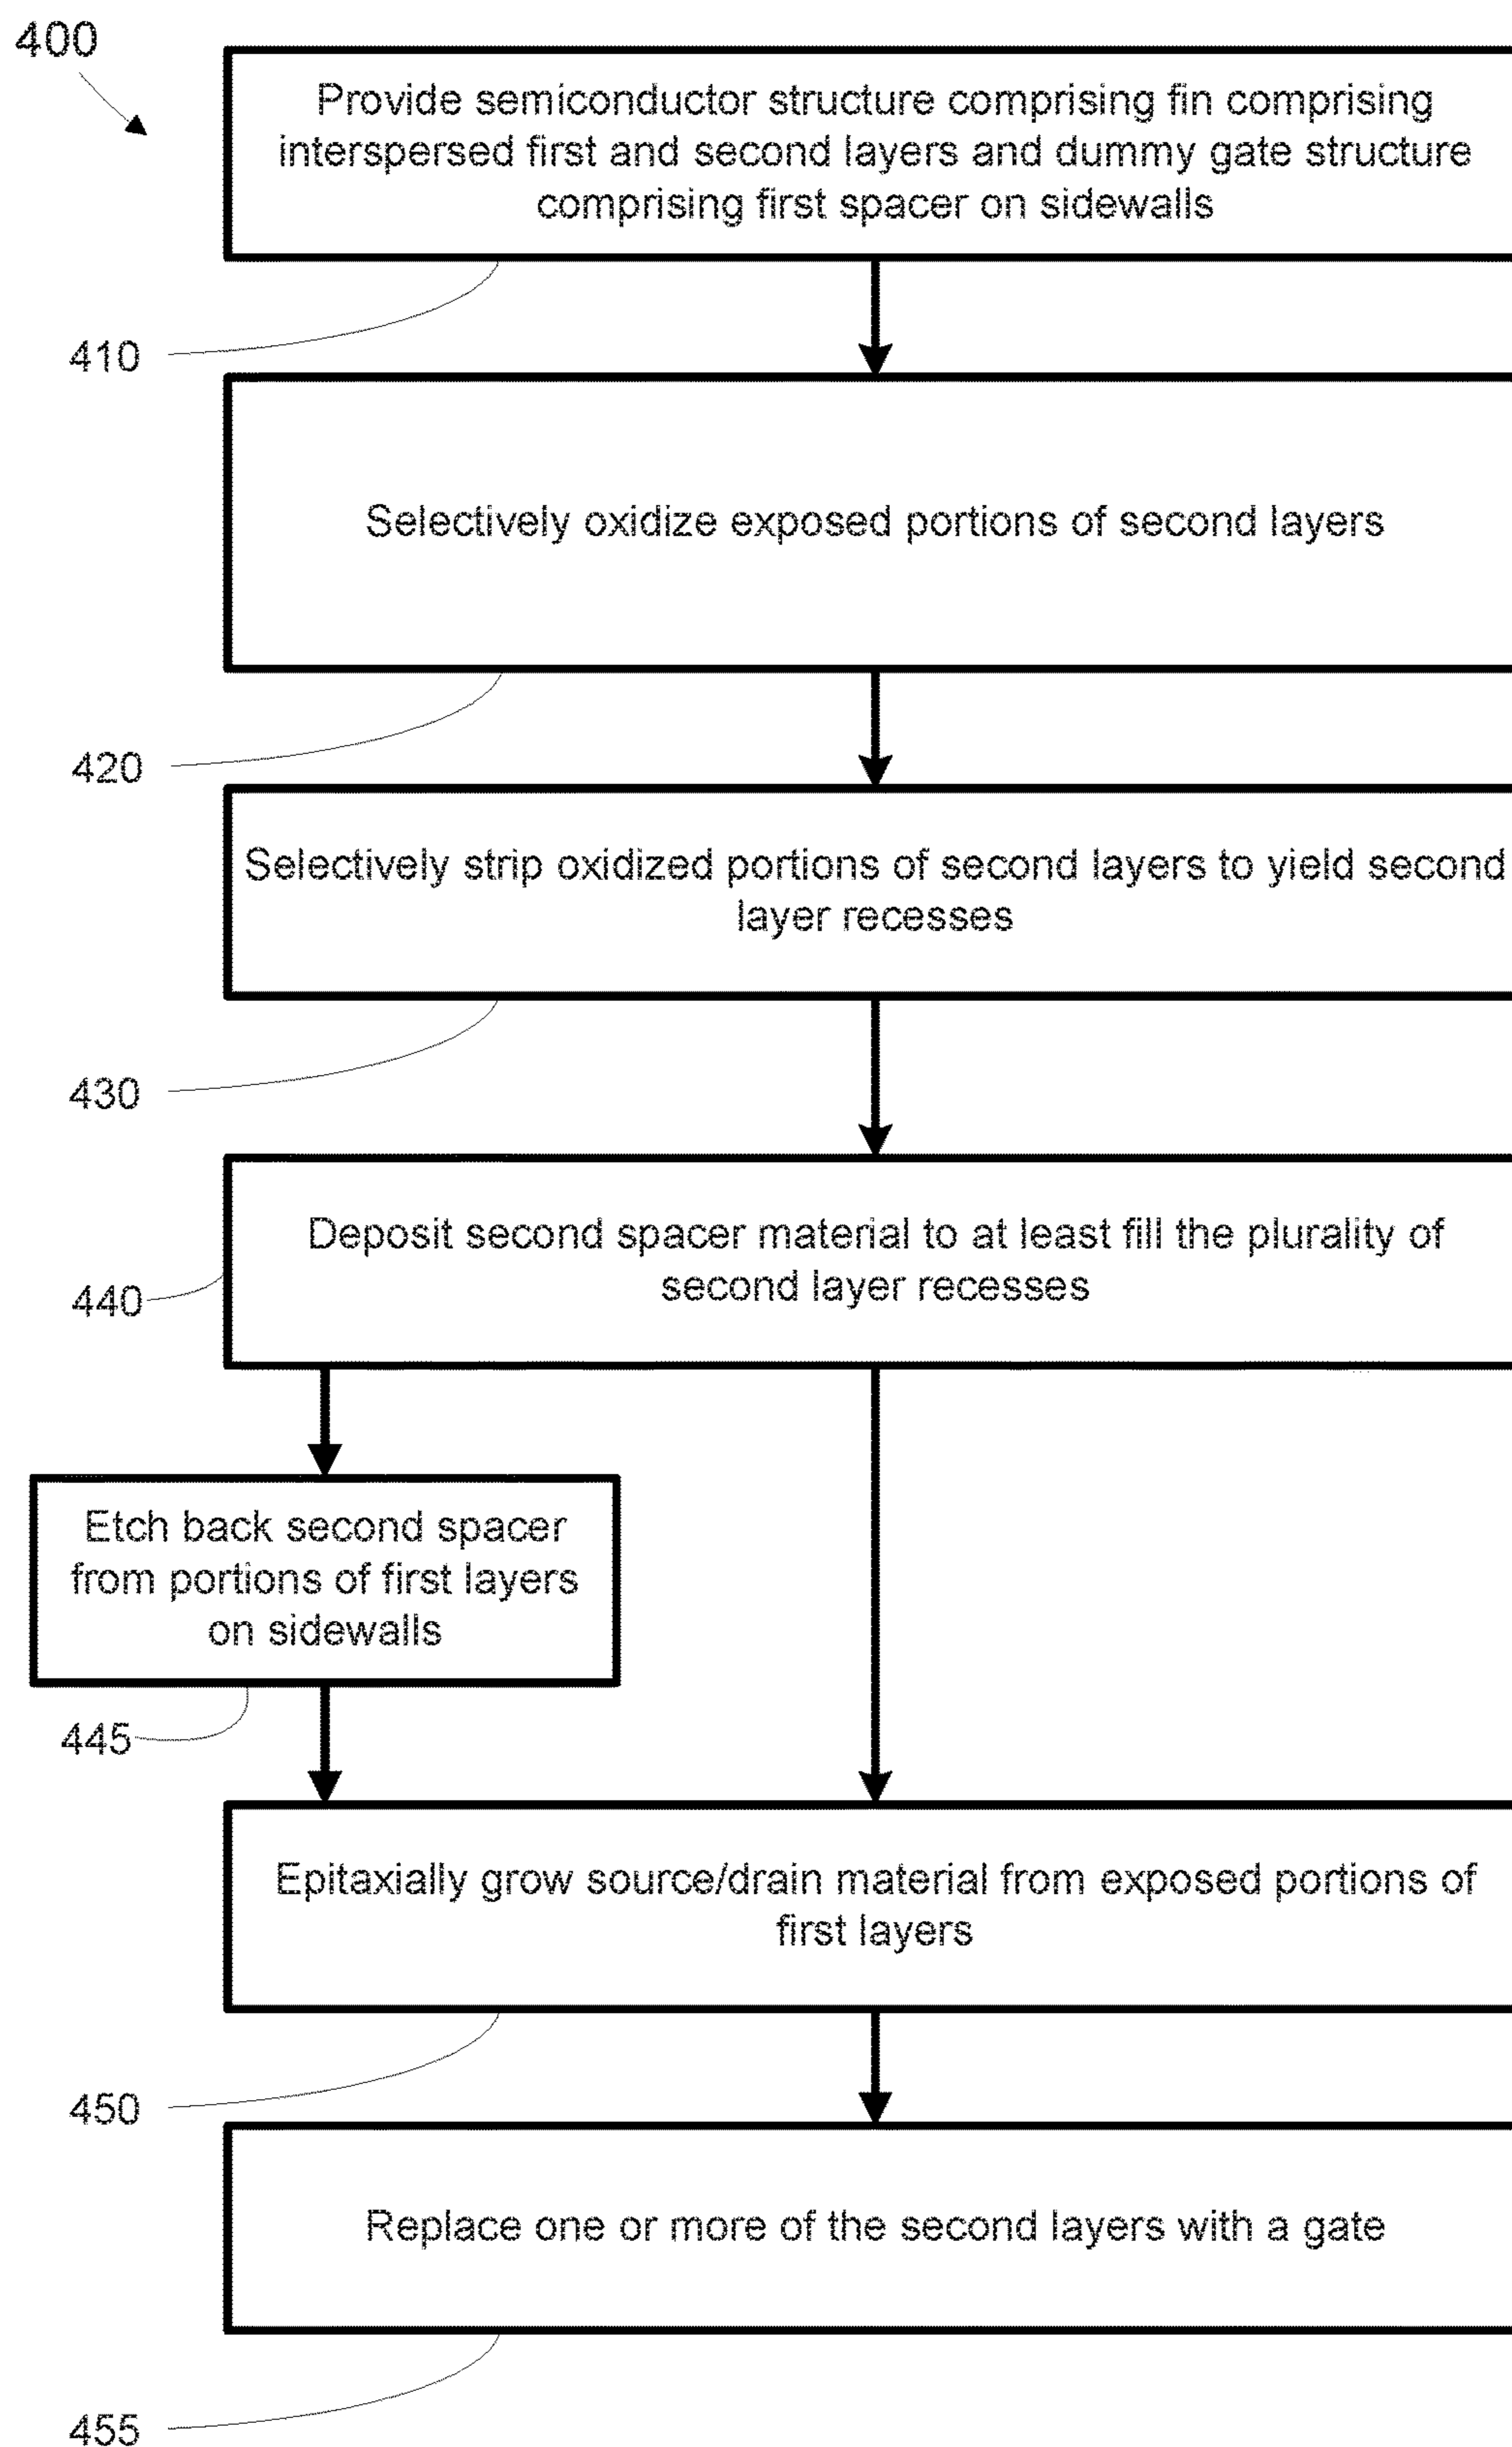 400
Provide semiconductor structure comprising fin comprising
interspersed first and second layers and dummy gate structure
comprising first spacer on sidewalls
410
Selectively oxidize exposed portions of second layers
420
Selectively strip oxidized portions of second layers to yield second
layer recesses
430
Deposit second spacer material to at least fill the plurality of
second layer recesses
440
Etch back second spacer
from portions of first layers
on sidewalls
445
Epitaxially grow source/drain material from exposed portions of
first layers
450
Replace one or more of the second layers with a gate
455